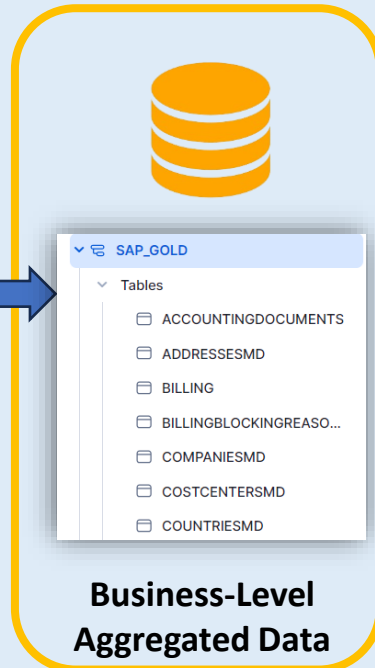 SAP_GOLD
Tables
ACCOUNTINGDOCUMENTS
ADDRESSESMD
BILLING
BILLINGBLOCKINGREASO...
COMPANIESMD
COSTCENTERSMD
COUNTRIESMD
Business-Level
Aggregated Data